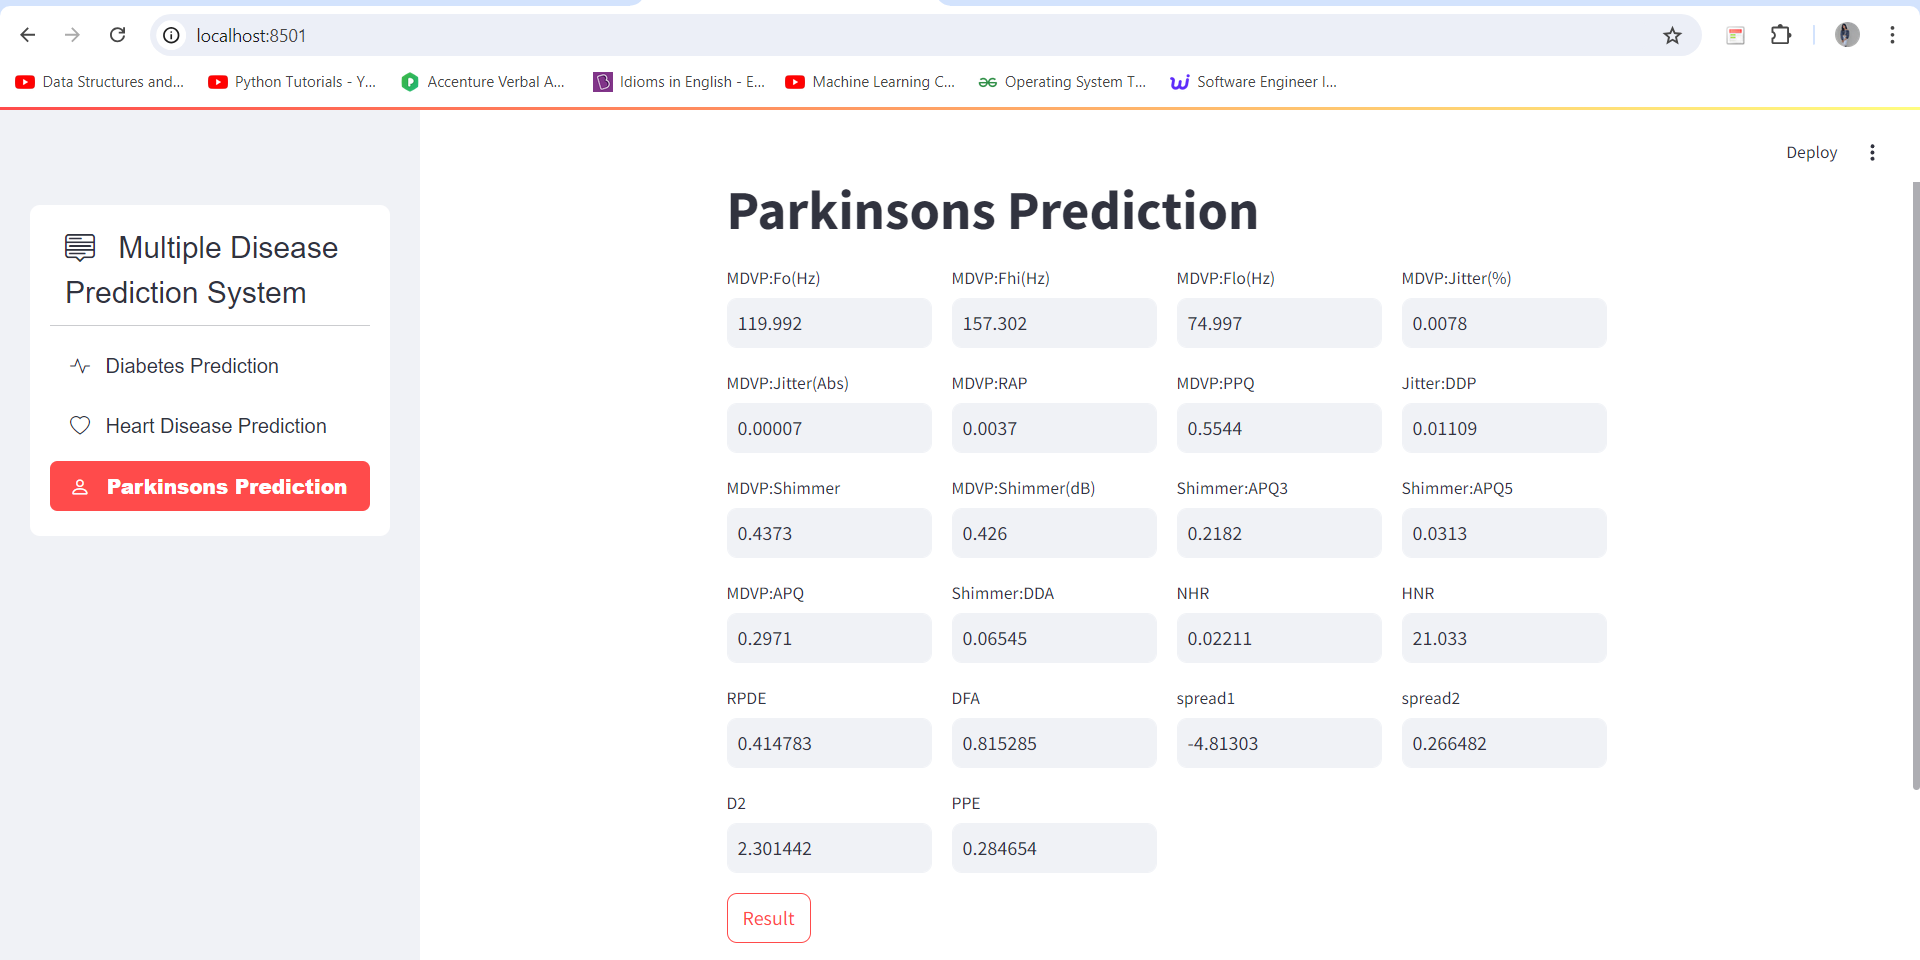 localhost:8501
Data Structures and... Python Tutorials - Y... Accenture Verbal A... Idioms in English - E... Machine Learning C... Operating System T... Software Engineer I...
Deploy
Multiple Disease
Prediction System
Diabetes Prediction
Heart Disease Prediction
Parkinsons Prediction
Parkinsons Prediction
MDVP:Fo(Hz) MDVP:Fhi(Hz) MDVP:Flo(Hz) MDVP:Jitter(%)
119.992 157.302 74.997 0.0078
MDVP:Jitter(Abs) MDVP:RAP MDVP:PPQ Jitter:DDP
0.00007 0.0037 0.5544 0.01109
MDVP:Shimmer MDVP:Shimmer(dB) Shimmer:APQ3 Shimmer:APQ5
0.4373 0.426 0.2182 0.0313
MDVP:APQ Shimmer:DDA NHR HNR
0.2971 0.06545 0.02211 21.033
RPDE DFA spread1 spread2
0.414783 0.815285 -4.81303 0.266482
D2 PPE
2.301442 0.284654
Result